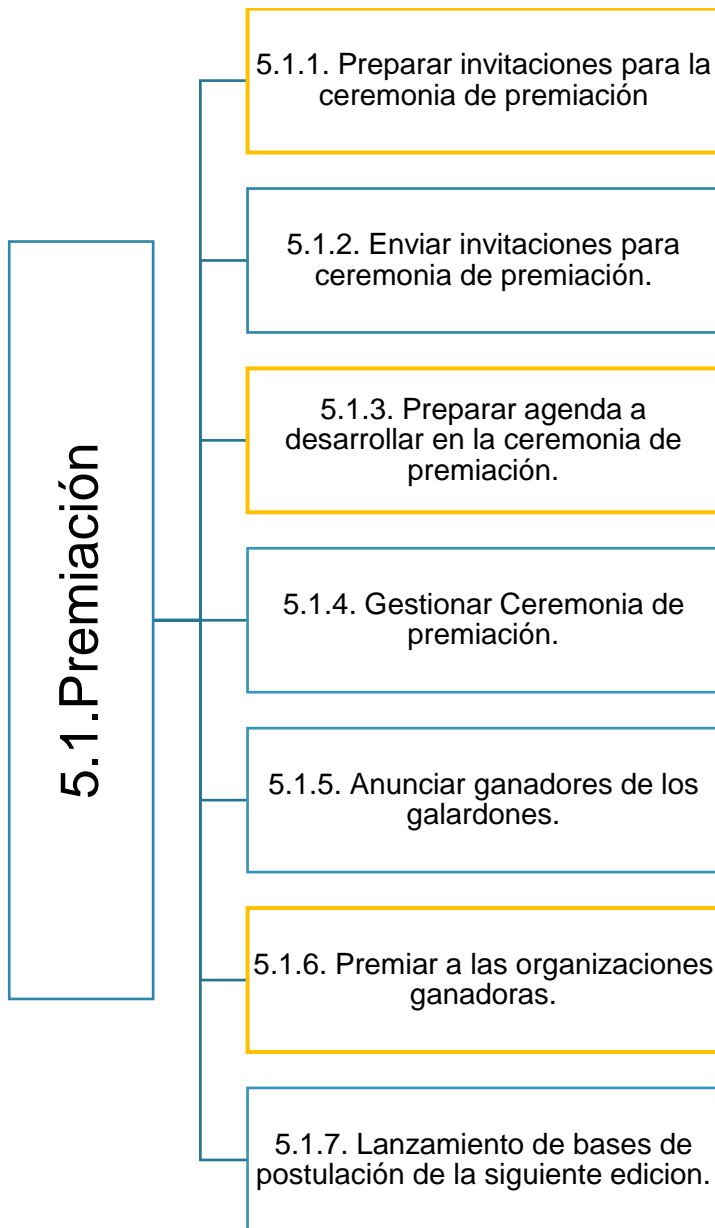 5.1.Premiación
5.1.1. Preparar invitaciones para la
ceremonia de premiación
5.1.2. Enviar invitaciones para
ceremonia de premiación.
5.1.3. Preparar agenda a
desarrollar en la ceremonia de
premiación.
5.1.4. Gestionar Ceremonia de
premiación.
5.1.5. Anunciar ganadores de los
galardones.
5.1.6. Premiar a las organizaciones
ganadoras.
5.1.7. Lanzamiento de bases de
postulación de la siguiente edicion.